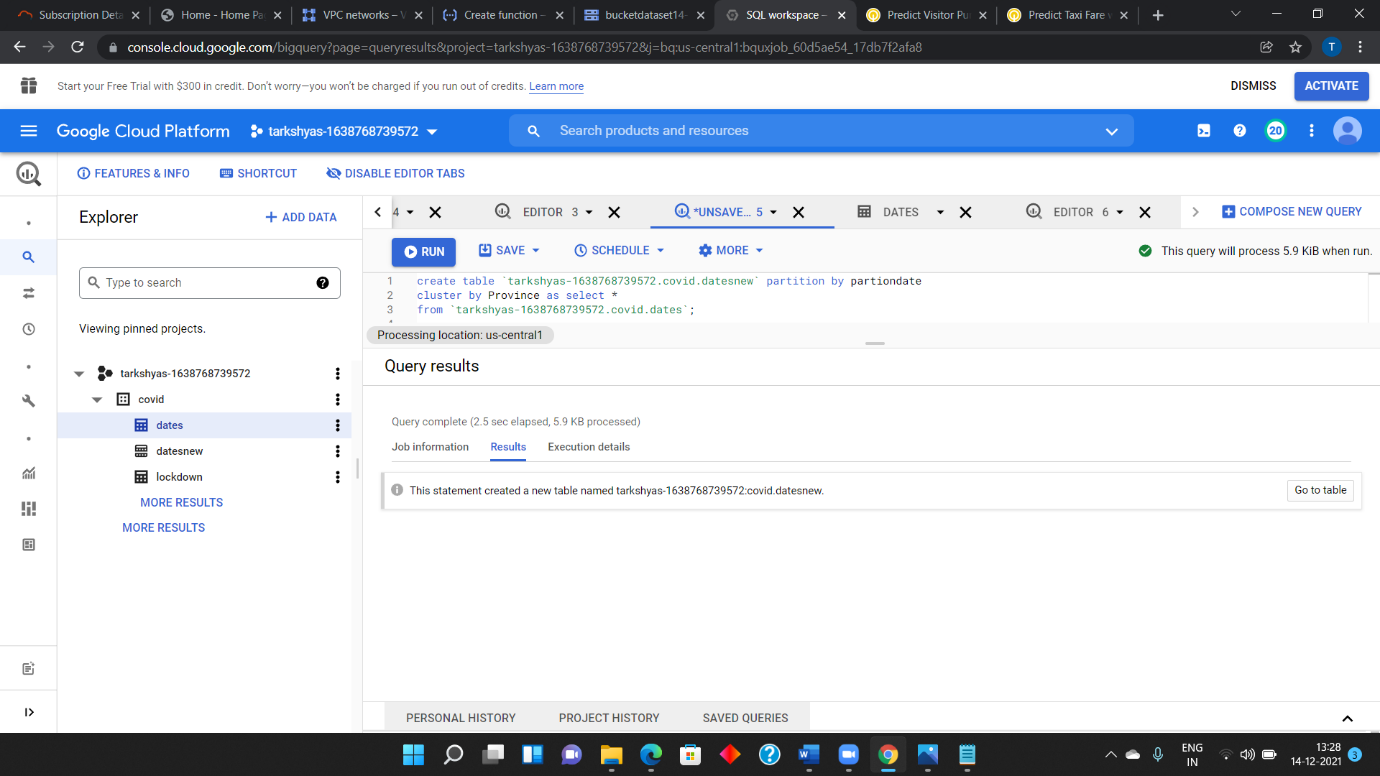 Subscription Deta
Home - Home Pa
VPC networks – V
Create function –
bucketdataset14-
SQL workspace –
Predict Visitor Pu
Predict Taxi Fare v
console.cloud.google.com/bigquery?page=queryresults&project=tarkshyas-1638768739572&j=bq:us-central1:bquxjob_60d5ae54_17db7f2afa8
T
Start your Free Trial with $300 in credit. Don't worry—you won't be charged if you run out of credits. Learn more
DISMISS
ACTIVATE
Google Cloud Platform
tarkshyas-1638768739572
Search products and resources
20
FEATURES & INFO
SHORTCUT
DISABLE EDITOR TABS
Explorer
+ ADD DATA
Type to search
Viewing pinned projects.
tarkshyas-1638768739572
covid
dates
datesnew
lockdown
MORE RESULTS
MORE RESULTS
4
EDITOR 3
*UNSAVE... 5
DATES
EDITOR 6
COMPOSE NEW QUERY
RUN
SAVE
SCHEDULE
MORE
This query will process 5.9 KiB when run.
1 create table `tarkshyas-1638768739572.covid.datesnew` partition by partiondate
2 cluster by Province as select *
3 from `tarkshyas-1638768739572.covid.dates`;
Processing location: us-central1
Query results
Query complete (2.5 sec elapsed, 5.9 KB processed)
Job information
Results
Execution details
This statement created a new table named tarkshyas-1638768739572:covid.datesnew.
Go to table
PERSONAL HISTORY
PROJECT HISTORY
SAVED QUERIES
ENG
IN
13:28
14-12-2021
3